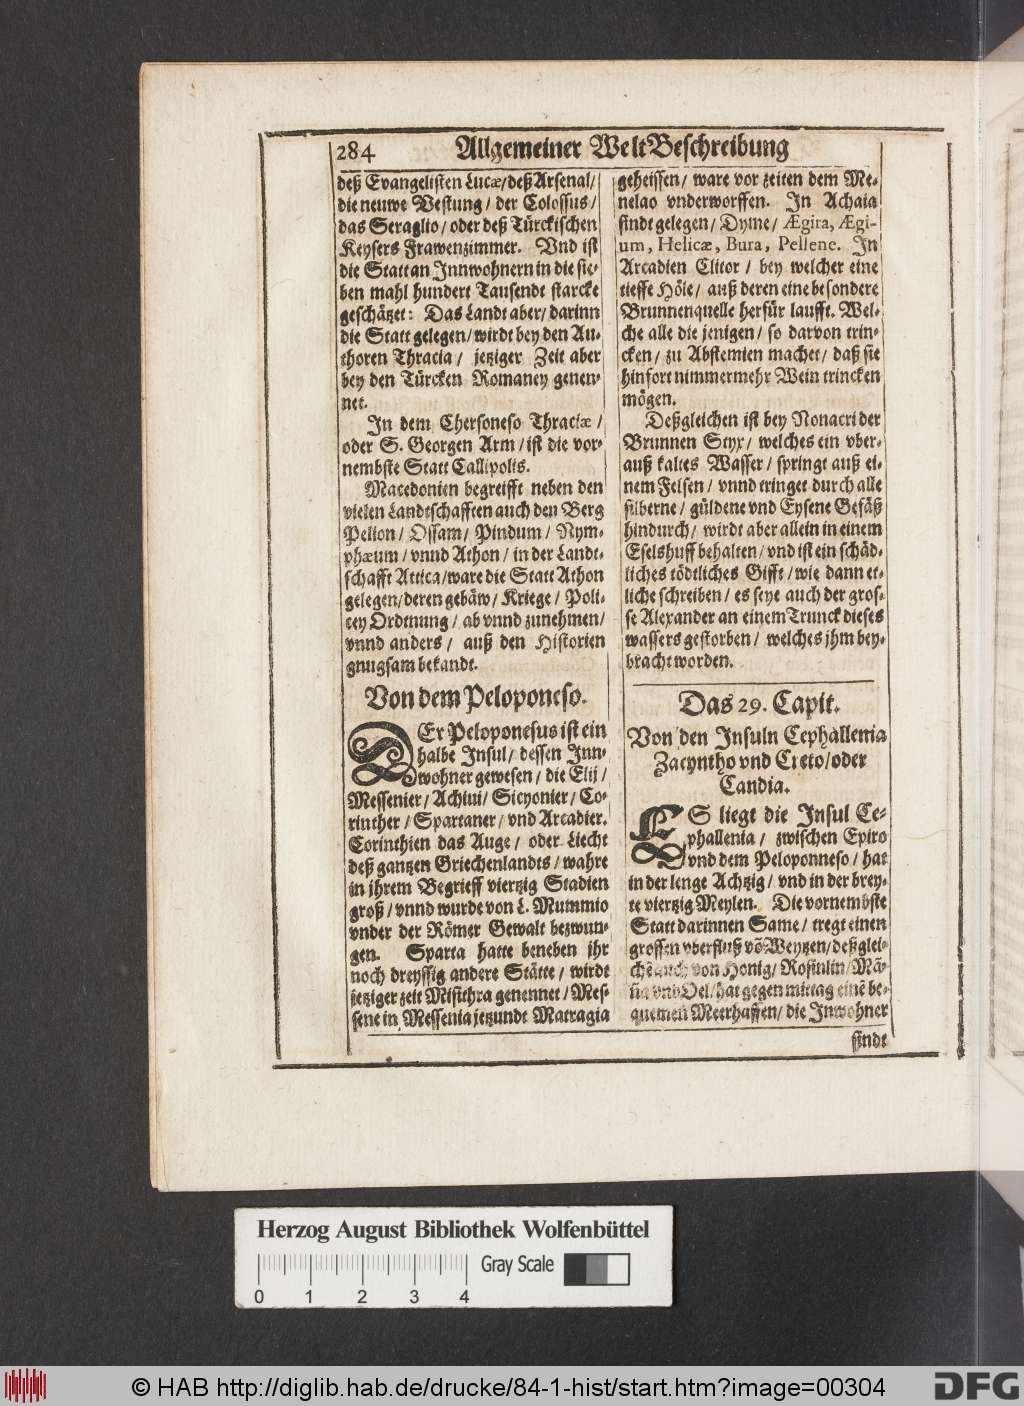 284 Allgemeiner WeltBeschreibung
deß Evangelisten Lucæ/deß Arsenal/
die neuwe Vestung/ der Colossus/
das Seraglio/oder deß Türckischen
Keysers Frawenzimmer. Vnd ist
die Statt an Innwohnern in die sie-
ben mahl hundert Tausendt starcke
geschätzet: Das Landt aber/darinn
die Statt gelegen/wirdt bey den Au-
thoren Thracia/ jetziger Zeit aber
bey den Türcken Romaney genen-
net.
In dem Chersoneso Thraciæ/
oder S. Georgen Arm/ist die vor-
nembste Statt Callipolis.
Macedonien begreifft neben den
vielen Landtschafften auch den Berg
Pelion/ Ossam/ Pindum/ Nym-
phæum/ vnnd Athon/ in der Landt-
schafft Attica/ware die Statt Athon
gelegen/deren gebäw/ Kriege/ Poli-
cey Ordtnung/ ab vnnd zunehmen/
vnnd anders/ auß den Historien
gnugsam bekandt.
Von dem Peloponeso.
DEr Peloponesus ist ein
halbe Insul/ dessen Inn-
wohner gewesen/die Elij/
Messenier/Achiui/Sicyonier/Co-
rinther/Spartaner/vnd Arcadier.
Corinthien das Auge/ oder Liecht
deß gantzen Griechenlandts/wahre
in jhrem Begrieff viertzig Stadien
groß/vnnd wurde von L. Mummio
vnder der Römer Gewalt bezwun-
gen. Sparta hatte beneben jhr
noch dreyssig andere Stätte/wirdt
jetziger zeit Misithra genennet/Mes-
sene in Messenia jetzundt Matragia
geheissen/ ware vor zeiten dem Me-
nelao vnderworffen. In Achaia
sindt gelegen/ Dyme/ Ægira, Ægi-
um, Helicæ, Bura, Pellene. In
Arcadien Clitor/ bey welcher eine
tieffe Höle/ auß deren eine besondere
Brunnenquelle herfür laufft. Wel-
che alle die jenigen/ so darvon trin-
cken/ zu Abstemien machet/ daß sie
hinfort nimmermehr Wein trincken
mögen.
Deßgleichen ist bey Nonacri der
Brunnen Styx/ welches ein vber-
auß kaltes Wasser/ springt auß ei-
nem Felsen/ vnnd tringet durch alle
silberne/ güldene vnd Eysene Gefäß
hindurch/ wirdt aber allein in einem
Eselshuff behalten/vnd ist ein schäd-
liches tödtliches Gifft/wie dann et-
liche schreiben/es seye auch der gros-
se Alexander an einem Trunck dieses
wassers gestorben/ welches jhm bey-
bracht worden.
Das 29. Capit.
Von den Insuln Cephallenia
Zacyntho vnd Creto/oder
Candia.
ES liegt die Insul Ce-
phallenia/ zwischen Epiro
vnd dem Peloponneso/ hat
in der lenge Achtzig/ vnd in der brey-
te viertzig Meylen. Die vornembste
Statt darinnen Same/ tregt einen
grossen vberfluß võ Weytzen/deßglei-
chẽ auch von Honig/ Rosinlin/Mã-
na vnd Oel/hat gegen mittag einẽ be-
quemen Meerhaffen/ die Inwohner
sindt
Herzog August Bibliothek Wolfenbüttel
Gray Scale
0 1 2 3 4
© HAB http://diglib.hab.de/drucke/84-1-hist/start.htm?image=00304
DFG